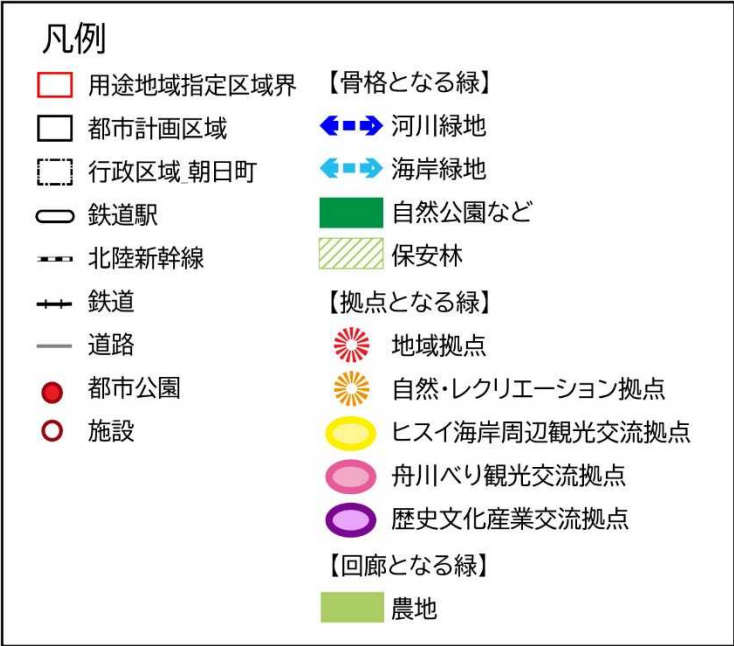 凡例
用途地域指定区域界
都市計画区域
行政区域_朝日町
鉄道駅
北陸新幹線
鉄道
道路
都市公園
施設
【骨格となる緑】
河川緑地
海岸緑地
自然公園など
保安林
【拠点となる緑】
地域拠点
自然・レクリエーション拠点
ヒスイ海岸周辺観光交流拠点
舟川べり観光交流拠点
歴史文化産業交流拠点
【回廊となる緑】
農地